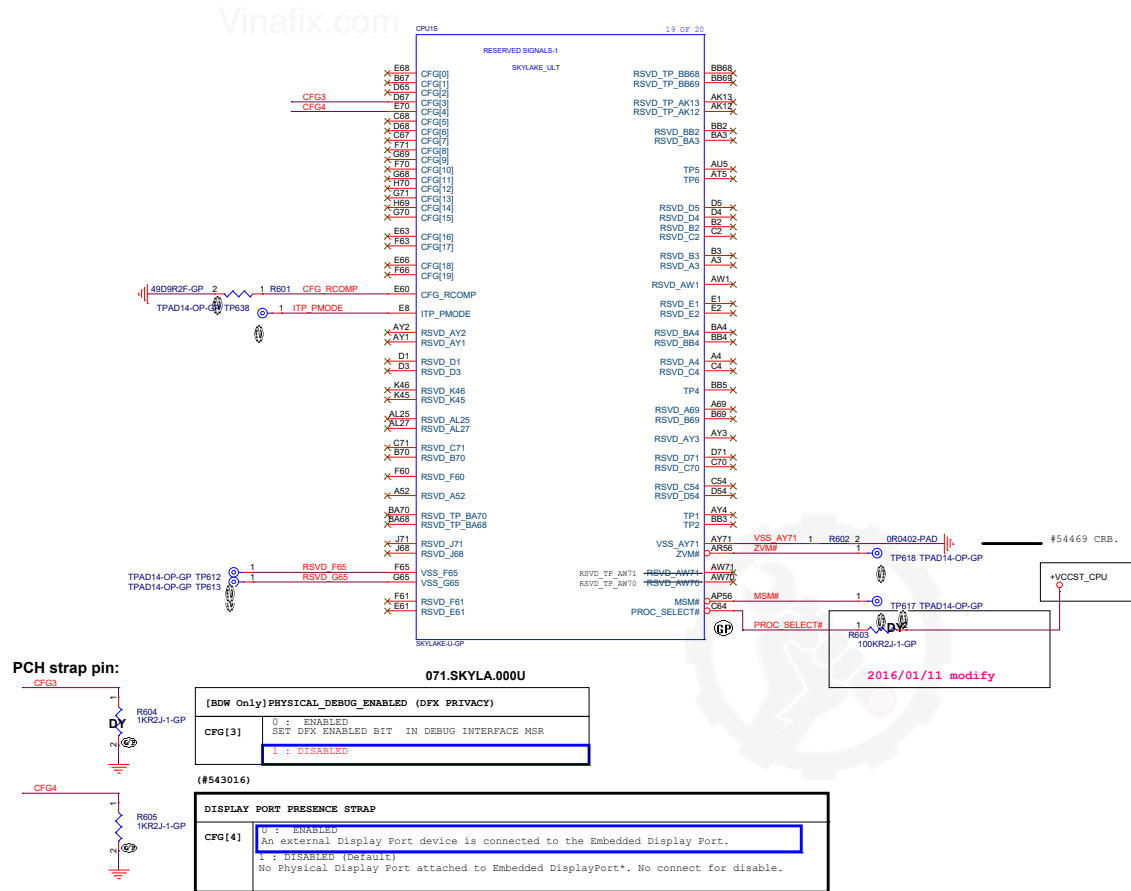 Vinafix.com
CPU1S
19 OF 20
RESERVED SIGNALS-1
SKYLAKE_ULT
E68 CFG[0]
B67 CFG[1]
D65 CFG[2]
CFG3 D67 CFG[3]
CFG4 E70 CFG[4]
C68 CFG[5]
D68 CFG[6]
C67 CFG[7]
F71 CFG[8]
G69 CFG[9]
F70 CFG[10]
G68 CFG[11]
H70 CFG[12]
G71 CFG[13]
H69 CFG[14]
G70 CFG[15]
E63 CFG[16]
F63 CFG[17]
E66 CFG[18]
F66 CFG[19]
49D9R2F-GP 2 1 R601 CFG_RCOMP E60 CFG_RCOMP
TPAD14-OP-GP TP638 1 ITP_PMODE E8 ITP_PMODE
AY2 RSVD_AY2
AY1 RSVD_AY1
D1 RSVD_D1
D3 RSVD_D3
K46 RSVD_K46
K45 RSVD_K45
AL25 RSVD_AL25
AL27 RSVD_AL27
C71 RSVD_C71
B70 RSVD_B70
F60 RSVD_F60
A52 RSVD_A52
BA70 RSVD_TP_BA70
BA68 RSVD_TP_BA68
J71 RSVD_J71
J68 RSVD_J68
TPAD14-OP-GP TP612 1 RSVD_F65 F65 VSS_F65
TPAD14-OP-GP TP613 1 RSVD_G65 G65 VSS_G65
F61 RSVD_F61
E61 RSVD_E61
RSVD_TP_BB68 BB68
RSVD_TP_BB69 BB69
RSVD_TP_AK13 AK13
RSVD_TP_AK12 AK12
RSVD_BB2 BB2
RSVD_BA3 BA3
TP5 AU5
TP6 AT5
RSVD_D5 D5
RSVD_D4 D4
RSVD_B2 B2
RSVD_C2 C2
RSVD_B3 B3
RSVD_A3 A3
RSVD_AW1 AW1
RSVD_E1 E1
RSVD_E2 E2
RSVD_BA4 BA4
RSVD_BB4 BB4
RSVD_A4 A4
RSVD_C4 C4
TP4 BB5
RSVD_A69 A69
RSVD_B69 B69
RSVD_AY3 AY3
RSVD_D71 D71
RSVD_C70 C70
RSVD_C54 C54
RSVD_D54 D54
TP1 AY4
TP2 BB3
VSS_AY71 AY71 VSS_AY71 1 R602 2 0R0402-PAD
#54469 CRB.
ZVM# AR56 ZVM# 1
TP618 TPAD14-OP-GP
RSVD_TP_AW71 RSVD_AW71 AW71
RSVD_TP_AW70 RSVD_AW70 AW70
+VCCST_CPU
MSM# AP56 MSM# 1
TP617 TPAD14-OP-GP
PROC_SELECT# C64 PROC_SELECT# 1 DY 2
GP
R603
100KR2J-1-GP
2016/01/11 modify
SKYLAKE-U-GP
071.SKYLA.000U
PCH strap pin:
CFG3
1
R604
1KR2J-1-GP
DY
2 GP
[BDW Only]PHYSICAL_DEBUG_ENABLED (DFX PRIVACY)
CFG[3]
0 : ENABLED
SET DFX ENABLED BIT IN DEBUG INTERFACE MSR
1 : DISABLED
(#543016)
CFG4
1
R605
1KR2J-1-GP
2 GP
DISPLAY PORT PRESENCE STRAP
CFG[4]
0 : ENABLED
An external Display Port device is connected to the Embedded Display Port.
1 : DISABLED (Default)
No Physical Display Port attached to Embedded DisplayPort*. No connect for disable.